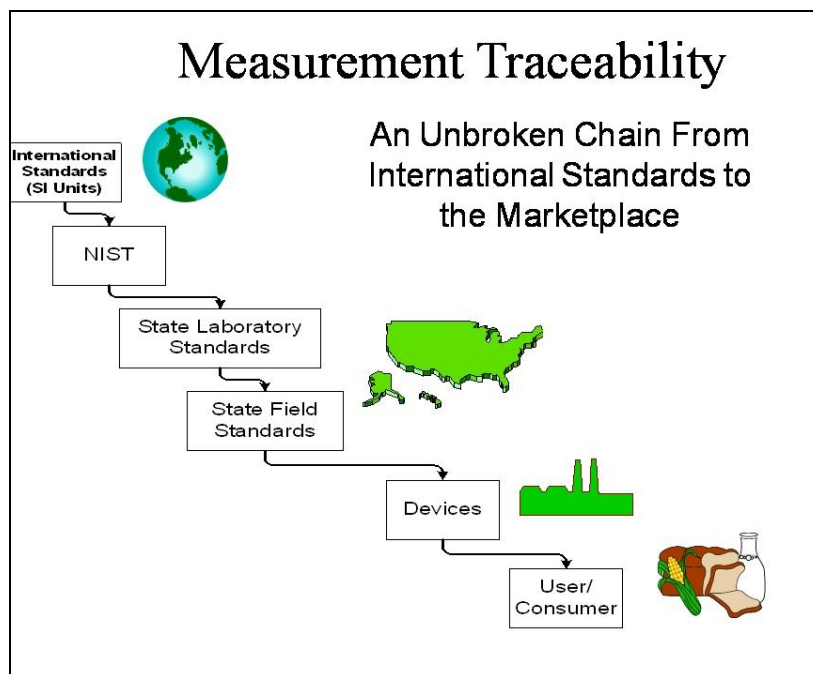 Measurement Traceability
An Unbroken Chain From
International Standards to
the Marketplace
International
Standards
(SI Units)
NIST
State Laboratory
Standards
State Field
Standards
Devices
User/
Consumer